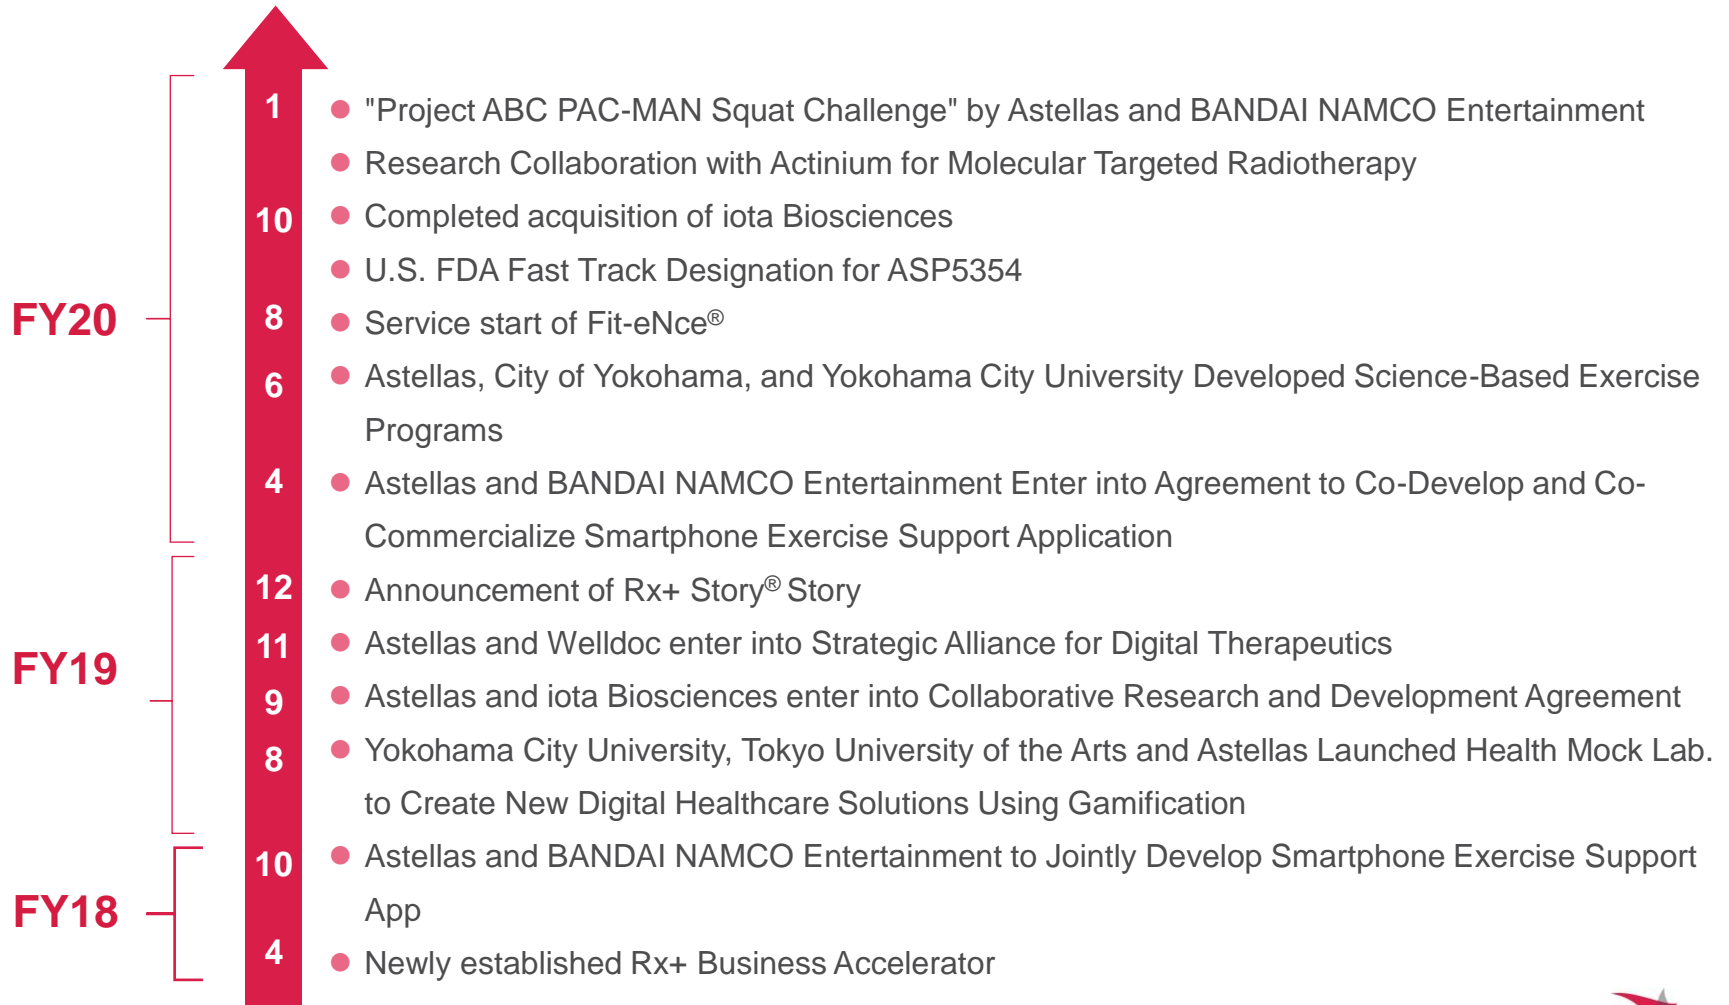 1
"Project ABC PAC-MAN Squat Challenge" by Astellas and BANDAI NAMCO Entertainment
Research Collaboration with Actinium for Molecular Targeted Radiotherapy
10
Completed acquisition of iota Biosciences
U.S. FDA Fast Track Designation for ASP5354
FY20
8
Service start of Fit-eNce®
6
Astellas, City of Yokohama, and Yokohama City University Developed Science-Based Exercise
Programs
4
Astellas and BANDAI NAMCO Entertainment Enter into Agreement to Co-Develop and Co-
Commercialize Smartphone Exercise Support Application
12
Announcement of Rx+ Story® Story
FY19
11
Astellas and Welldoc enter into Strategic Alliance for Digital Therapeutics
9
Astellas and iota Biosciences enter into Collaborative Research and Development Agreement
8
Yokohama City University, Tokyo University of the Arts and Astellas Launched Health Mock Lab.
to Create New Digital Healthcare Solutions Using Gamification
FY18
10
Astellas and BANDAI NAMCO Entertainment to Jointly Develop Smartphone Exercise Support
App
4
Newly established Rx+ Business Accelerator